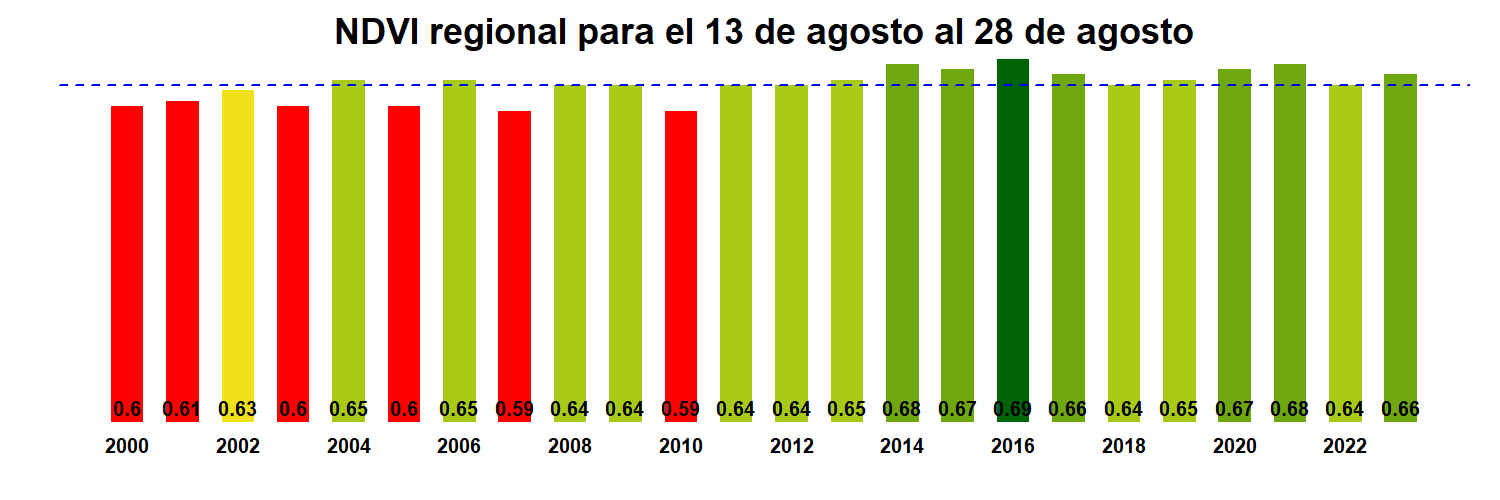 NDVI regional para el 13 de agosto al 28 de agosto
0.6 0.61 0.63 0.6 0.65 0.6 0.65 0.59 0.64 0.64 0.59 0.64 0.64 0.65 0.68 0.67 0.69 0.66 0.64 0.65 0.67 0.68 0.64 0.66
2000 2002 2004 2006 2008 2010 2012 2014 2016 2018 2020 2022